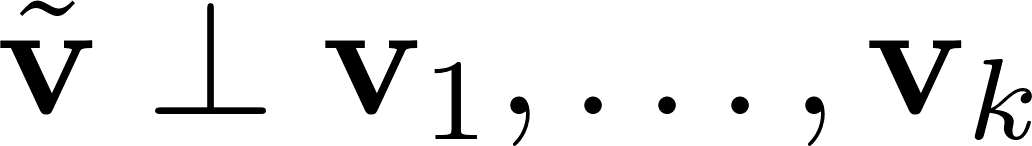 ṽ ⊥ v₁, . . . , vₖ